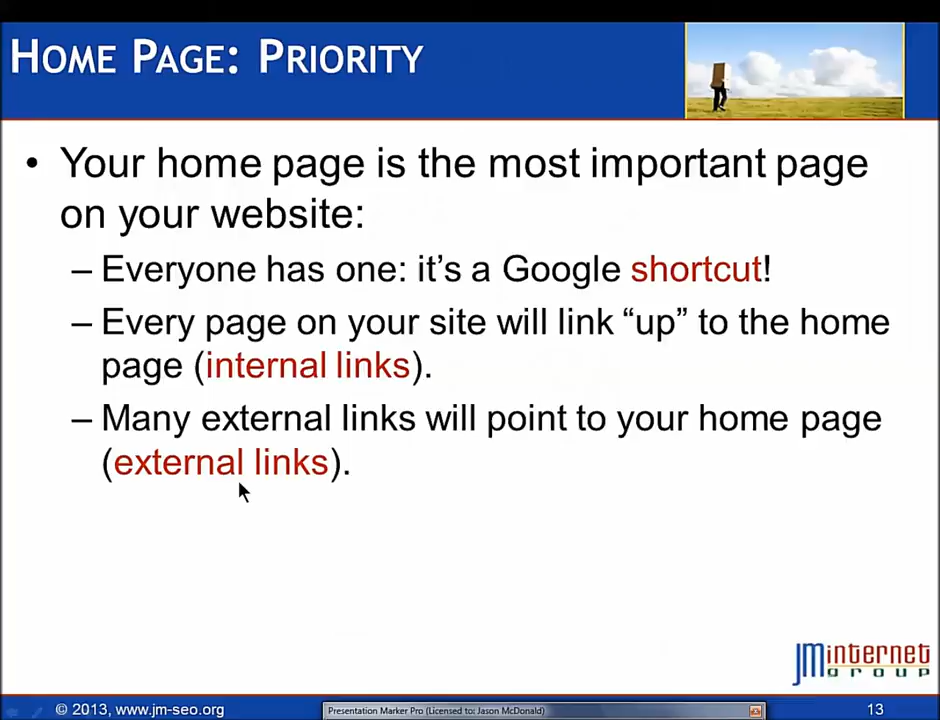 HOME PAGE: PRIORITY
• Your home page is the most important page
on your website:
– Everyone has one: it’s a Google shortcut!
– Every page on your site will link “up” to the home
page (internal links).
– Many external links will point to your home page
(external links).
JMinternet
group
© 2013, www.jm-seo.org
Presentation Marker Pro (Licensed to: Jason McDonald)
13